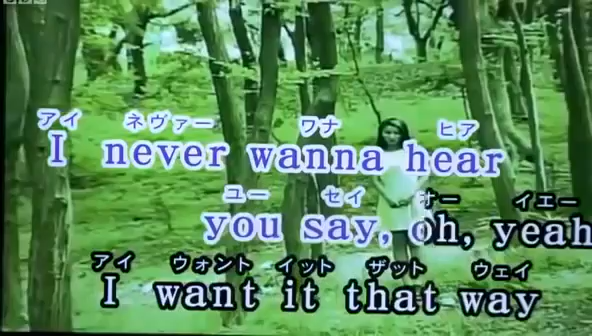 アイ ネヴァー ワナ ヒア
I never wanna hear
ユー セイ オー イエー
you say, oh, yeah
アイ ウォント イット ザット ウェイ
I want it that way